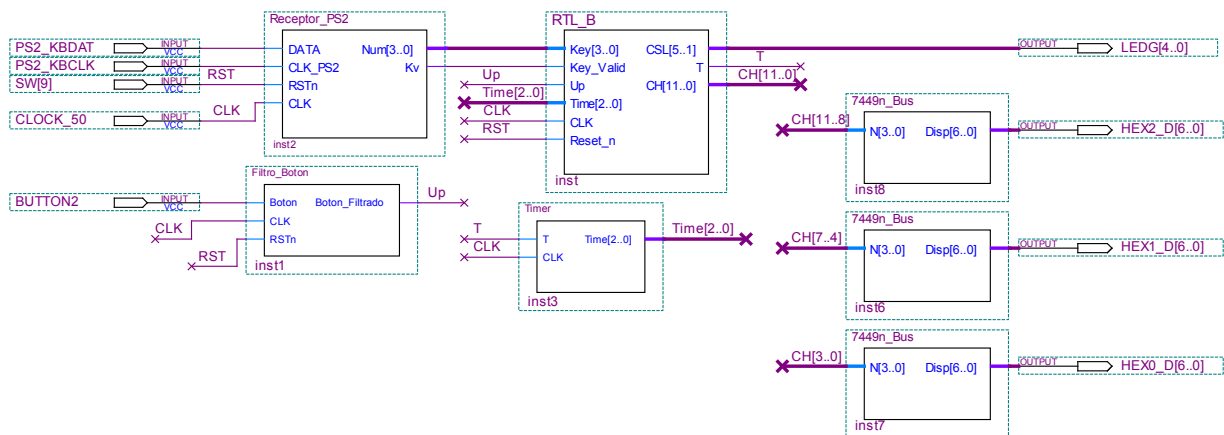 Receptor_PS2
PS2_KBDAT INPUT VCC DATA Num[3..0]
PS2_KBCLK INPUT VCC CLK_PS2 Kv
RST
SW[9] INPUT VCC RSTn
CLK
CLOCK_50 INPUT VCC CLK
inst2
RTL_B
Key[3..0] CSL[5..1] OUTPUT LEDG[4..0]
Key_Valid T T
Up Up CH[11..0] CH[11..0]
Time[2..0] Time[2..0]
CLK CLK
RST Reset_n
inst
Filtro_Boton
BUTTON2 INPUT VCC Boton Boton_Filtrado Up
CLK CLK
RST RSTn
inst1
Timer
T T Time[2..0] Time[2..0]
CLK CLK
inst3
7449n_Bus
CH[11..8] N[3..0] Disp[6..0] OUTPUT HEX2_D[6..0]
inst8
7449n_Bus
CH[7..4] N[3..0] Disp[6..0] OUTPUT HEX1_D[6..0]
inst6
7449n_Bus
CH[3..0] N[3..0] Disp[6..0] OUTPUT HEX0_D[6..0]
inst7